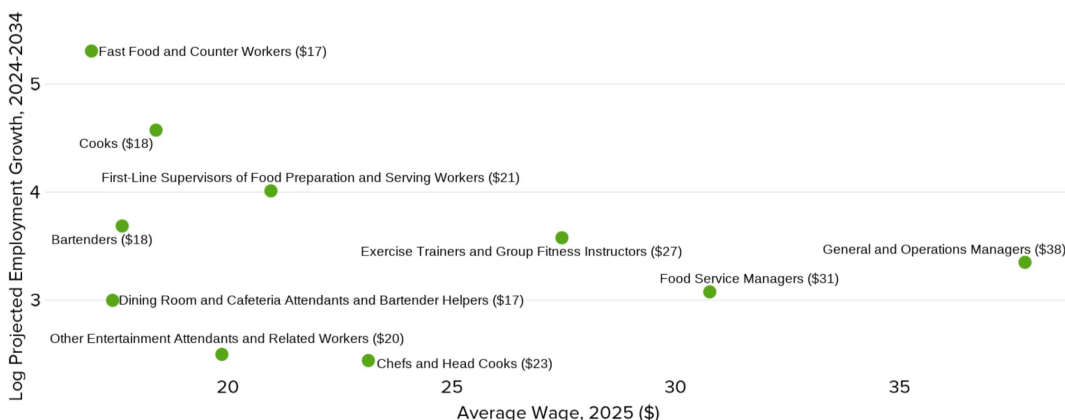 Log Projected Employment Growth, 2024-2034
Fast Food and Counter Workers ($17)
5
Cooks ($18)
First-Line Supervisors of Food Preparation and Serving Workers ($21)
4
Bartenders ($18)
Exercise Trainers and Group Fitness Instructors ($27)
General and Operations Managers ($38)
Food Service Managers ($31)
3
Dining Room and Cafeteria Attendants and Bartender Helpers ($17)
Other Entertainment Attendants and Related Workers ($20)
Chefs and Head Cooks ($23)
20 25 30 35
Average Wage, 2025 ($)